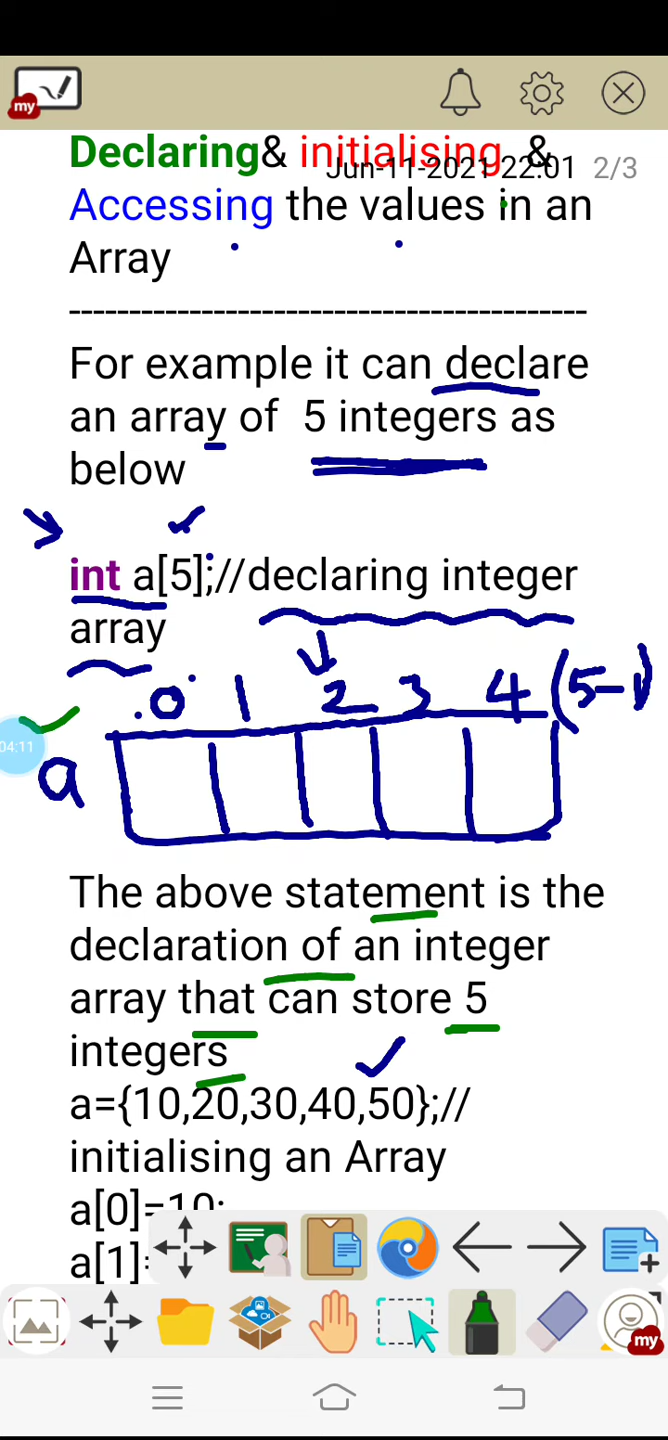 my
Declaring& initialising &
Jun-11-2021 22:01 2/3
Accessing the values in an
Array
--------------------------------------------
For example it can declare
an array of 5 integers as
below
int a[5];//declaring integer
array
0 1 2 3 4 (5-1)
04:11
a
The above statement is the
declaration of an integer
array that can store 5
integers
a={10,20,30,40,50};//
initialising an Array
a[0]=10;
a[1]=
my